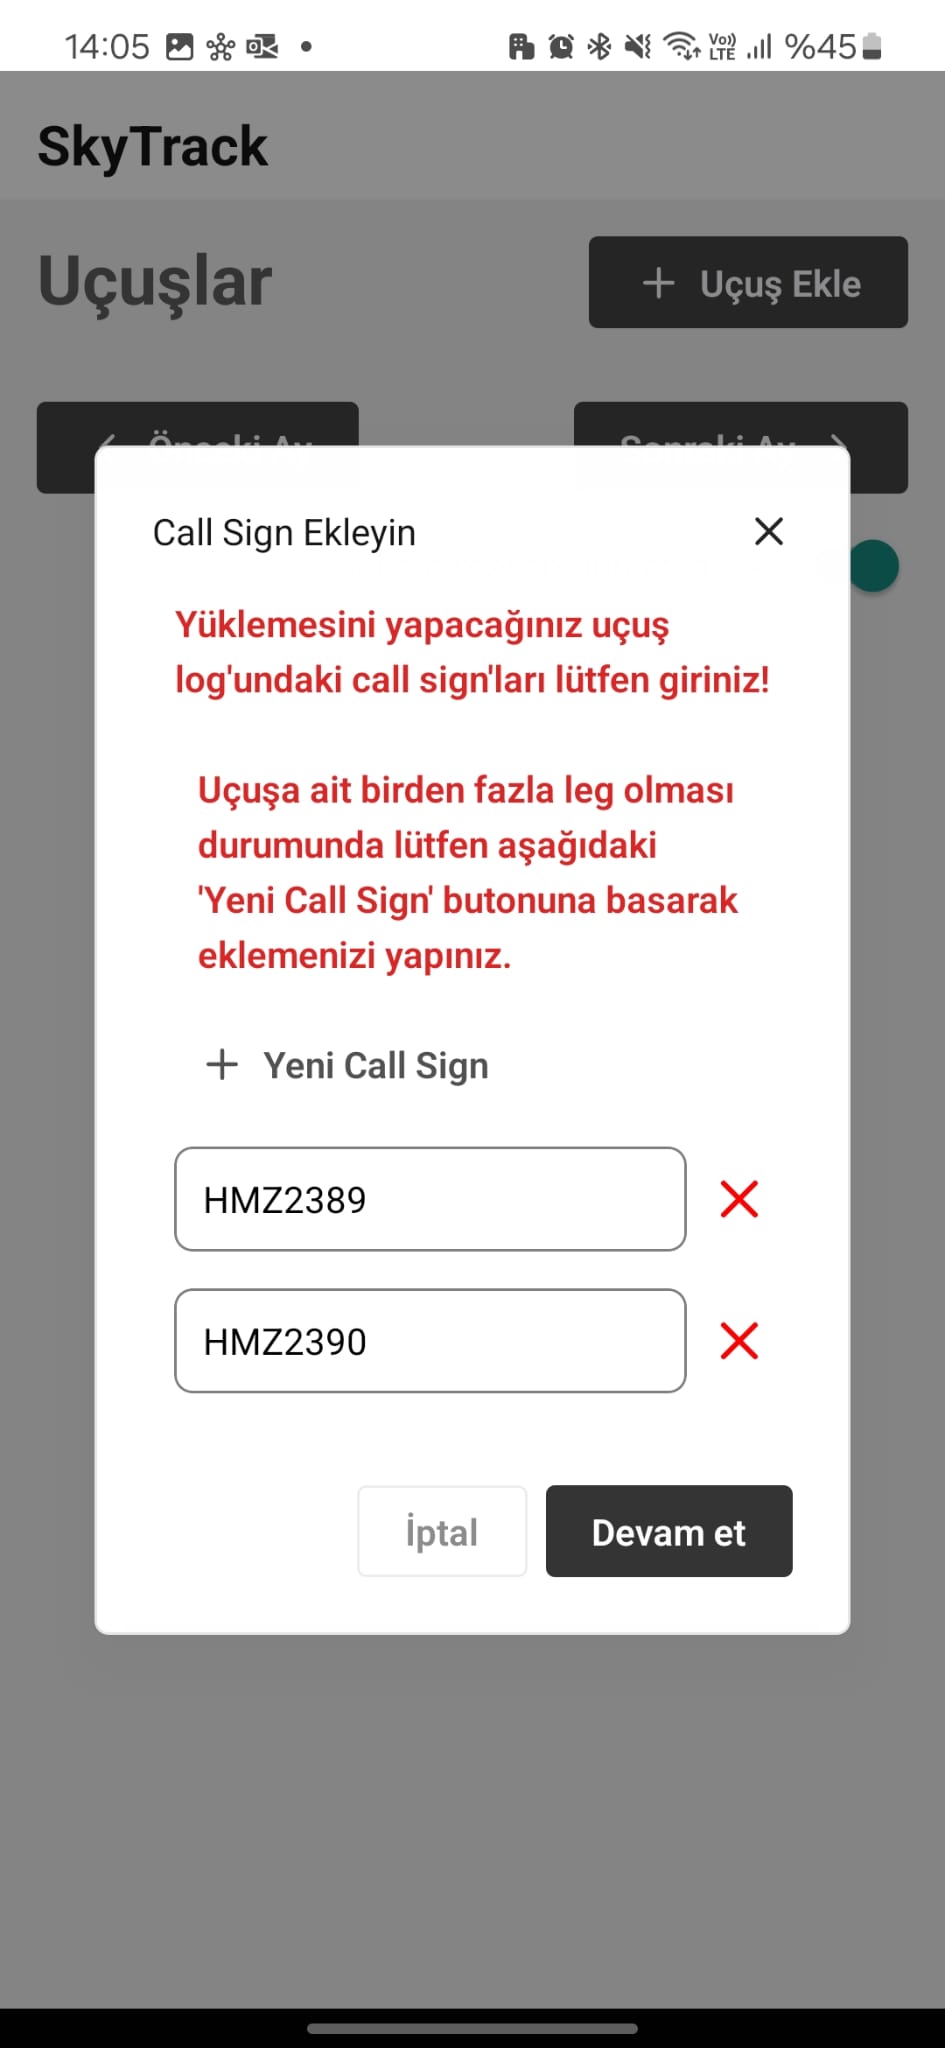 14:05 Vo)) LTE %45
SkyTrack
Uçuşlar
+ Uçuş Ekle
Önceki Ay Sonraki Ay
Call Sign Ekleyin
Yüklemesini yapacağınız uçuş
log'undaki call sign'ları lütfen giriniz!
Uçuşa ait birden fazla leg olması
durumunda lütfen aşağıdaki
'Yeni Call Sign' butonuna basarak
eklemenizi yapınız.
+ Yeni Call Sign
HMZ2389
HMZ2390
İptal
Devam et